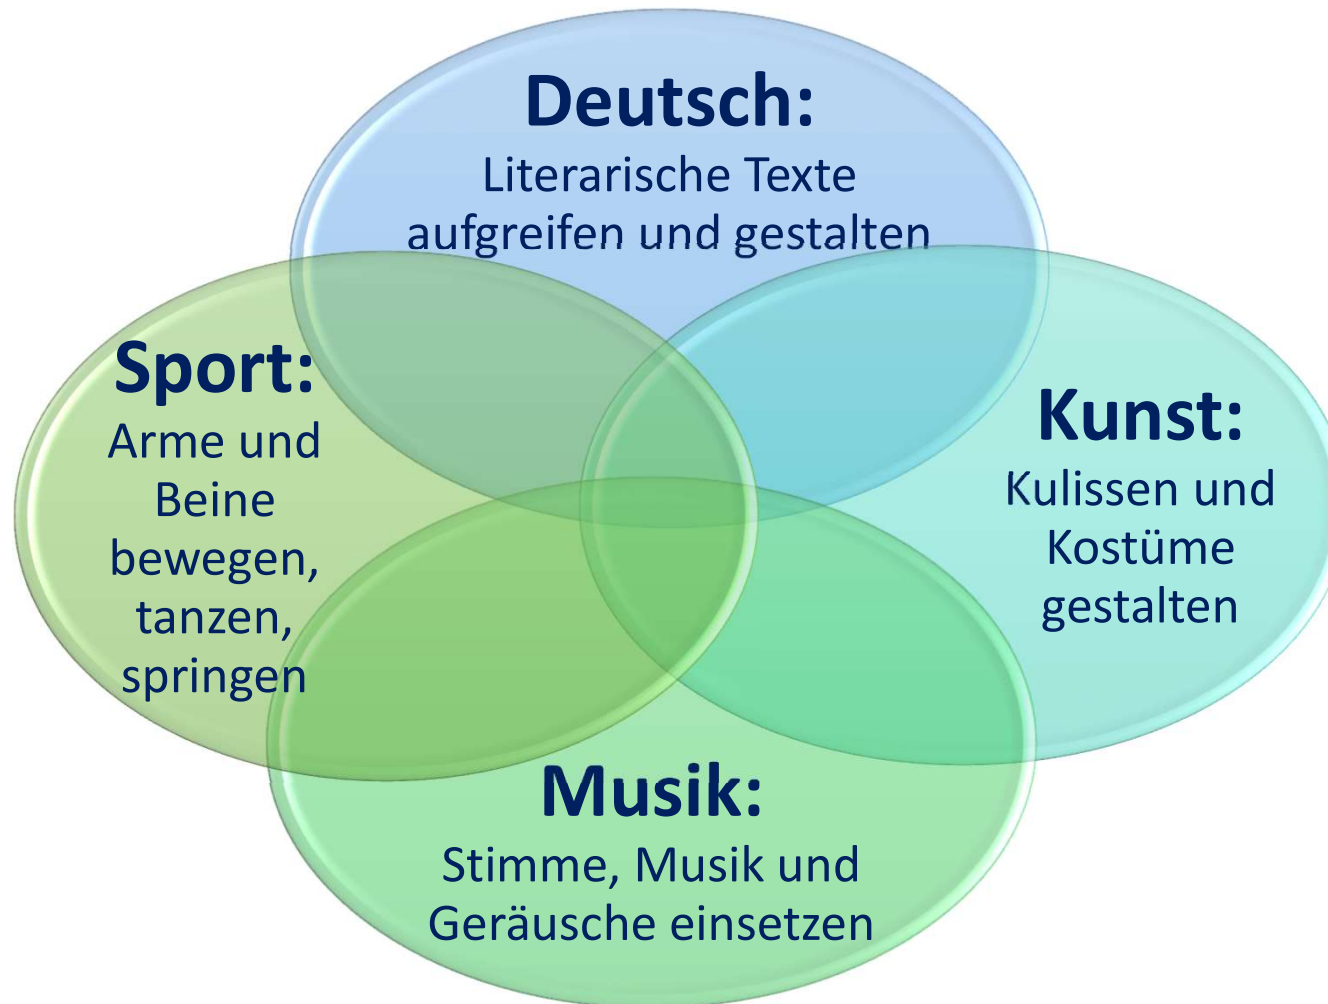 Deutsch:
Literarische Texte
aufgreifen und gestalten
Sport:
Arme und
Beine
bewegen,
tanzen,
springen
Kunst:
Kulissen und
Kostüme
gestalten
Musik:
Stimme, Musik und
Geräusche einsetzen